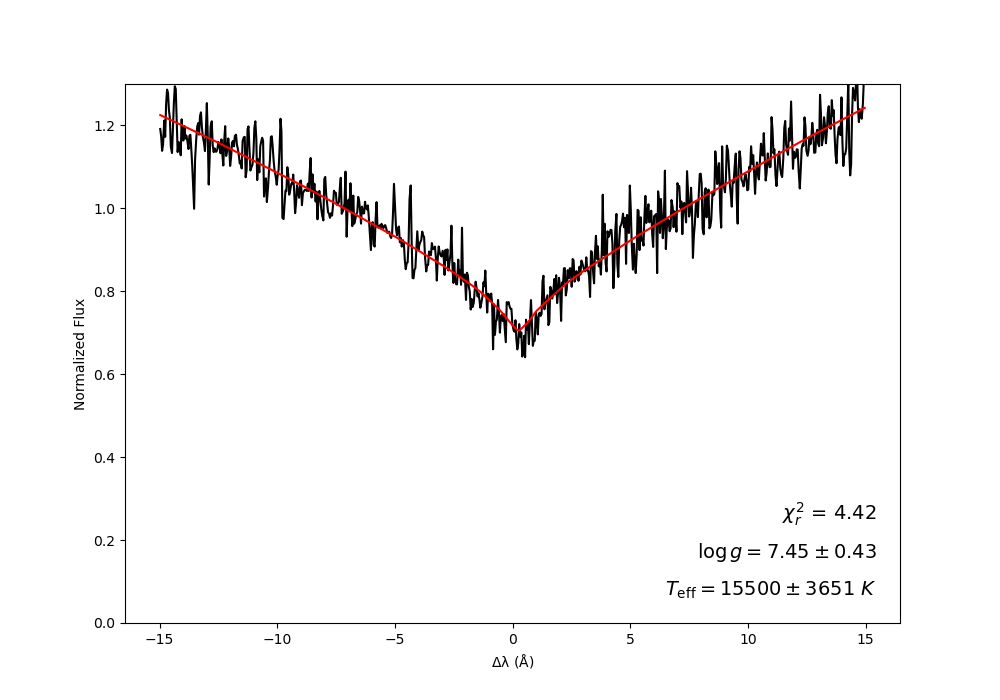 1.2
1.0
0.8
0.6
0.4
0.2
0.0
Normalized Flux
χ²ᵣ = 4.42
log g = 7.45 ± 0.43
T_eff = 15500 ± 3651 K
−15 −10 −5 0 5 10 15
Δλ (Å)